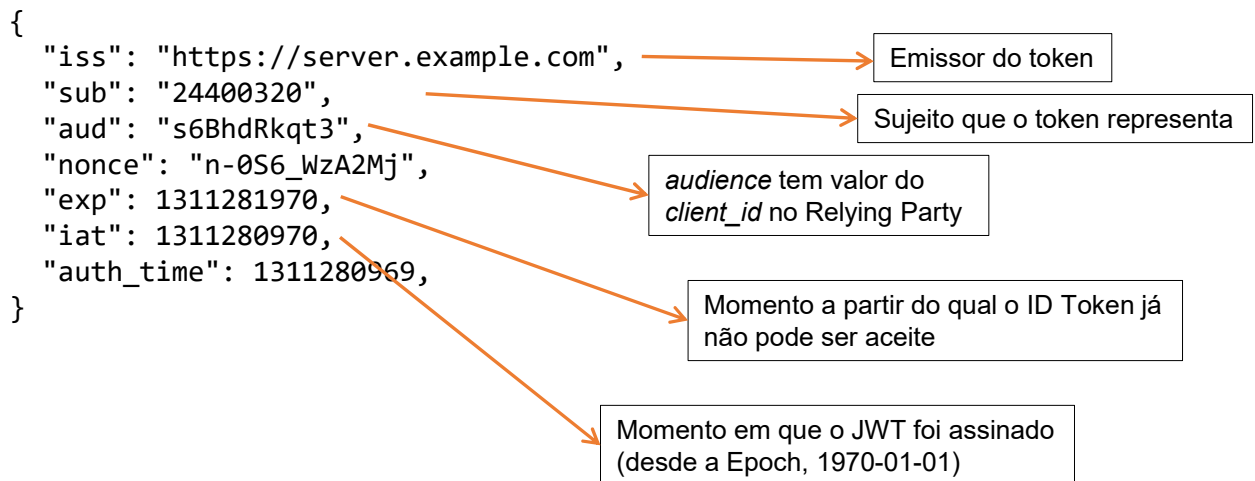 {
"iss": "https://server.example.com",
Emissor do token
"sub": "24400320",
Sujeito que o token representa
"aud": "s6BhdRkqt3",
"nonce": "n-0S6_WzA2Mj",
audience tem valor do
client_id no Relying Party
"exp": 1311281970,
"iat": 1311280970,
"auth_time": 1311280969,
}
Momento a partir do qual o ID Token já
não pode ser aceite
Momento em que o JWT foi assinado
(desde a Epoch, 1970-01-01)